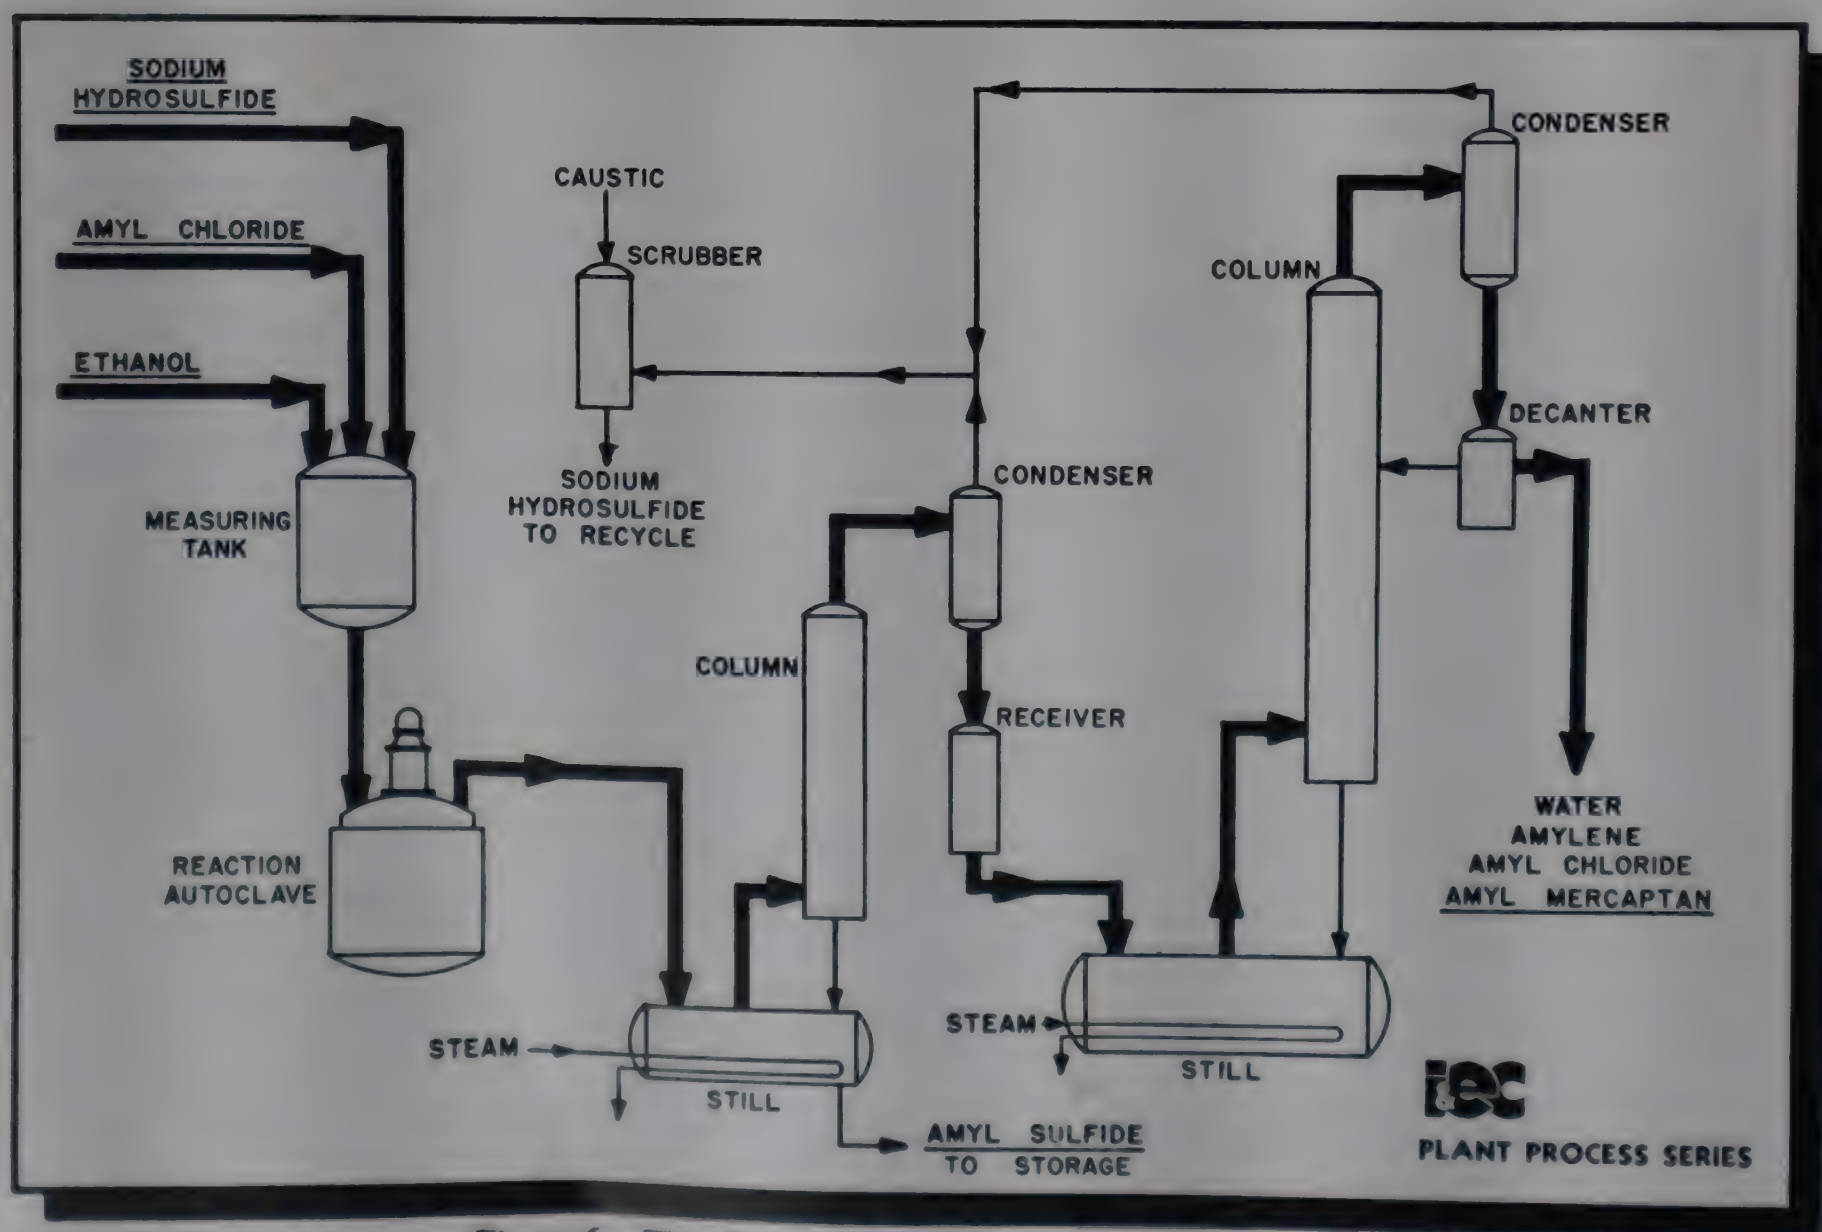 SODIUM
HYDROSULFIDE
AMYL CHLORIDE
ETHANOL
MEASURING
TANK
REACTION
AUTOCLAVE
CAUSTIC
SCRUBBER
SODIUM
HYDROSULFIDE
TO RECYCLE
COLUMN
CONDENSER
RECEIVER
STEAM
STILL
AMYL SULFIDE
TO STORAGE
COLUMN
CONDENSER
DECANTER
WATER
AMYLENE
AMYL CHLORIDE
AMYL MERCAPTAN
STEAM
STILL
i&ec
PLANT PROCESS SERIES